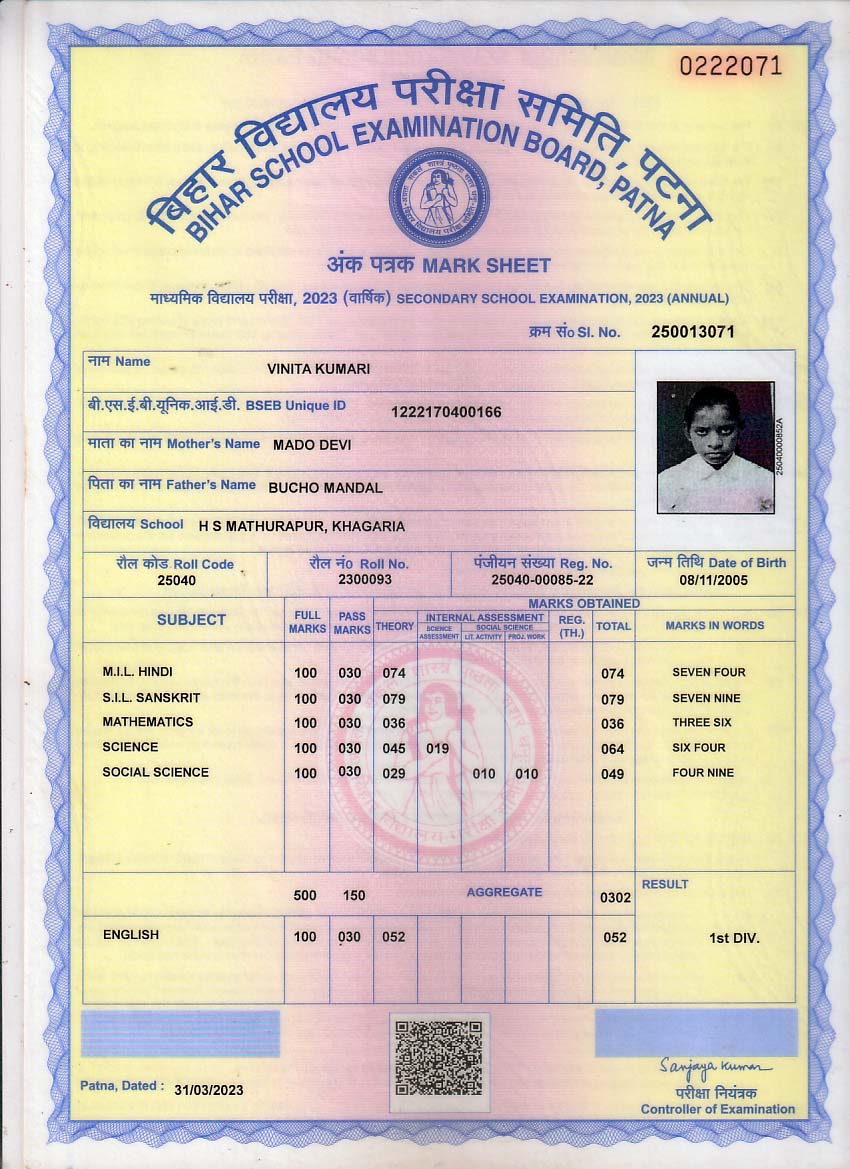 0222071
बिहार विद्यालय परीक्षा समिति, पटना
BIHAR SCHOOL EXAMINATION BOARD, PATNA
अंक पत्रक MARK SHEET
माध्यमिक विद्यालय परीक्षा, 2023 (वार्षिक) SECONDARY SCHOOL EXAMINATION, 2023 (ANNUAL)
क्रम सं० Sl. No. 250013071
नाम Name VINITA KUMARI
बी.एस.ई.बी.यूनिक.आई.डी. BSEB Unique ID 1222170400166
माता का नाम Mother's Name MADO DEVI
पिता का नाम Father's Name BUCHO MANDAL
विद्यालय School H S MATHURAPUR, KHAGARIA
25040000852A
रौल कोड Roll Code रौल नं० Roll No. पंजीयन संख्या Reg. No. जन्म तिथि Date of Birth
25040 2300093 25040-00085-22 08/11/2005
MARKS OBTAINED
SUBJECT FULL MARKS PASS MARKS THEORY INTERNAL ASSESSMENT REG. (TH.) TOTAL MARKS IN WORDS
SCIENCE ASSESSMENT SOCIAL SCIENCE LIT. ACTIVITY PROJ. WORK
M.I.L. HINDI 100 030 074 074 SEVEN FOUR
S.I.L. SANSKRIT 100 030 079 079 SEVEN NINE
MATHEMATICS 100 030 036 036 THREE SIX
SCIENCE 100 030 045 019 064 SIX FOUR
SOCIAL SCIENCE 100 030 029 010 010 049 FOUR NINE
500 150 AGGREGATE 0302 RESULT
ENGLISH 100 030 052 052 1st DIV.
Patna, Dated : 31/03/2023
Sanjaya Kumar
परीक्षा नियंत्रक
Controller of Examination